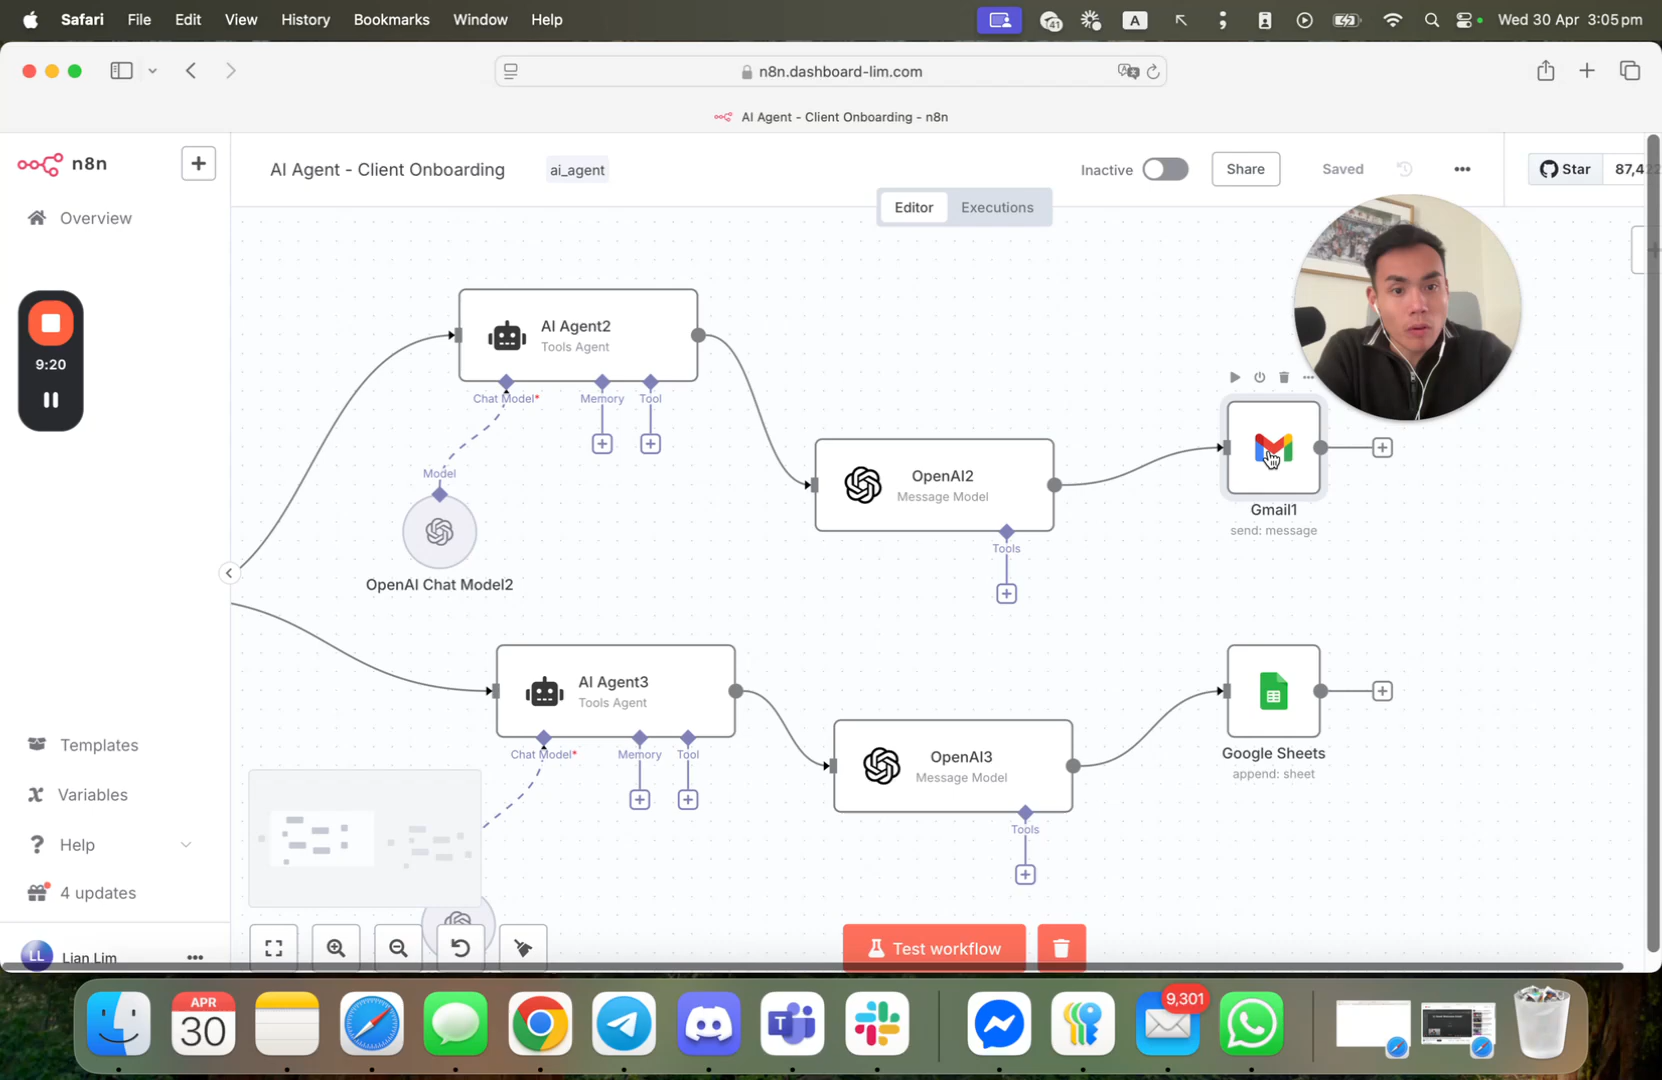 Safari File Edit View History Bookmarks Window Help 41 A Wed 30 Apr 3:05 pm
n8n.dashboard-lim.com
AI Agent - Client Onboarding - n8n
n8n
AI Agent - Client Onboarding ai_agent
Inactive Share Saved Star
Editor Executions
Overview
9:20
AI Agent2
Tools Agent
Chat Model* Memory Tool
Model
OpenAI Chat Model2
OpenAI2
Message Model
Tools
Gmail1
send: message
AI Agent3
Tools Agent
Chat Model* Memory Tool
OpenAI3
Message Model
Tools
Google Sheets
append: sheet
Templates
Variables
Help
4 updates
LL Lian Lim
Test workflow
APR
30
9,301